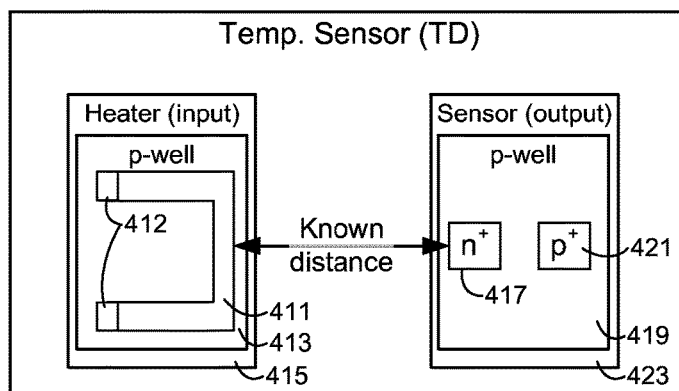 Temp. Sensor (TD)
Heater (input)
p-well
412
411
413
415
Known
distance
Sensor (output)
p-well
n+
p+
417
421
419
423